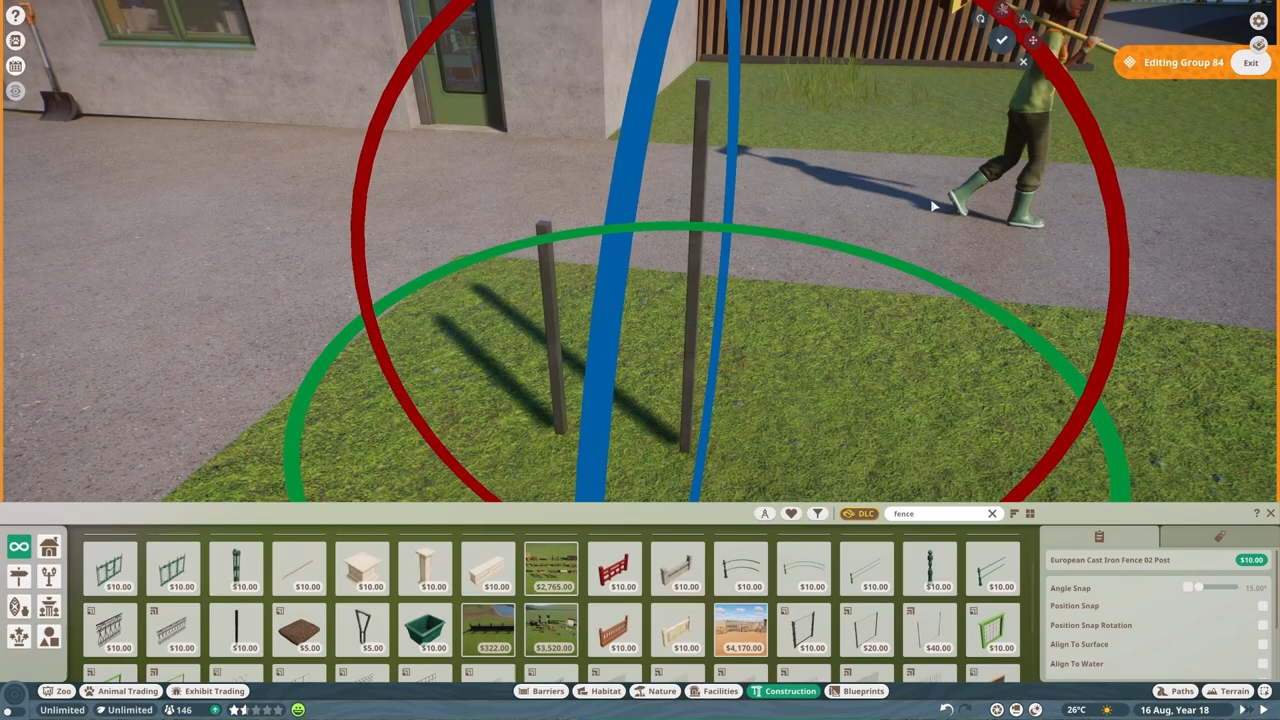 Editing Group 84
Exit
DLC
fence
$10.00 $10.00 $10.00 $10.00 $10.00 $10.00 $10.00 $2,765.00 $10.00 $10.00 $10.00 $10.00 $10.00 $10.00 $10.00
European Cast Iron Fence 02 Post $10.00
Angle Snap 15.00°
Position Snap
Position Snap Rotation
Align To Surface
Align To Water
$10.00 $10.00 $10.00 $5.00 $5.00 $10.00 $322.00 $3,520.00 $10.00 $10.00 $4,170.00 $10.00 $20.00 $40.00 $10.00
Zoo Animal Trading Exhibit Trading Barriers Habitat Nature Facilities Construction Blueprints Paths Terrain
Unlimited Unlimited 146 26°C 16 Aug, Year 18